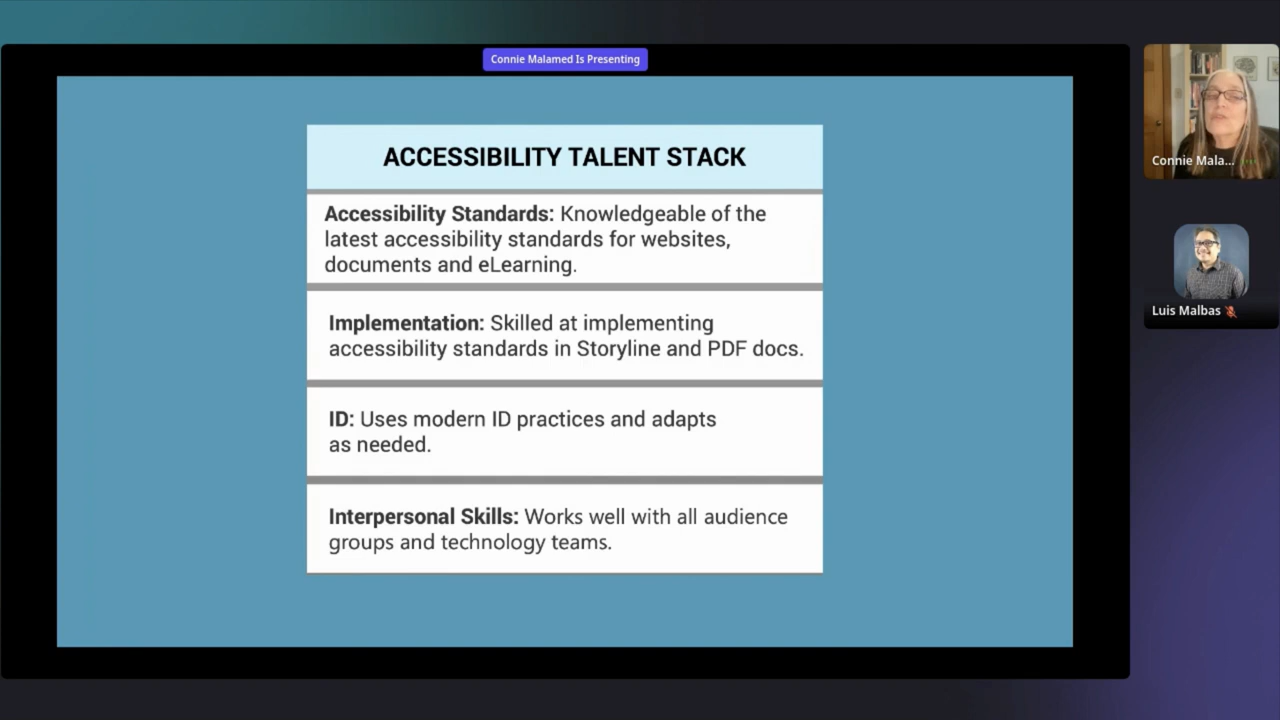 Connie Malamed Is Presenting
ACCESSIBILITY TALENT STACK
Accessibility Standards: Knowledgeable of the
latest accessibility standards for websites,
documents and eLearning.
Implementation: Skilled at implementing
accessibility standards in Storyline and PDF docs.
ID: Uses modern ID practices and adapts
as needed.
Interpersonal Skills: Works well with all audience
groups and technology teams.
Connie Mala...
Luis Malbas